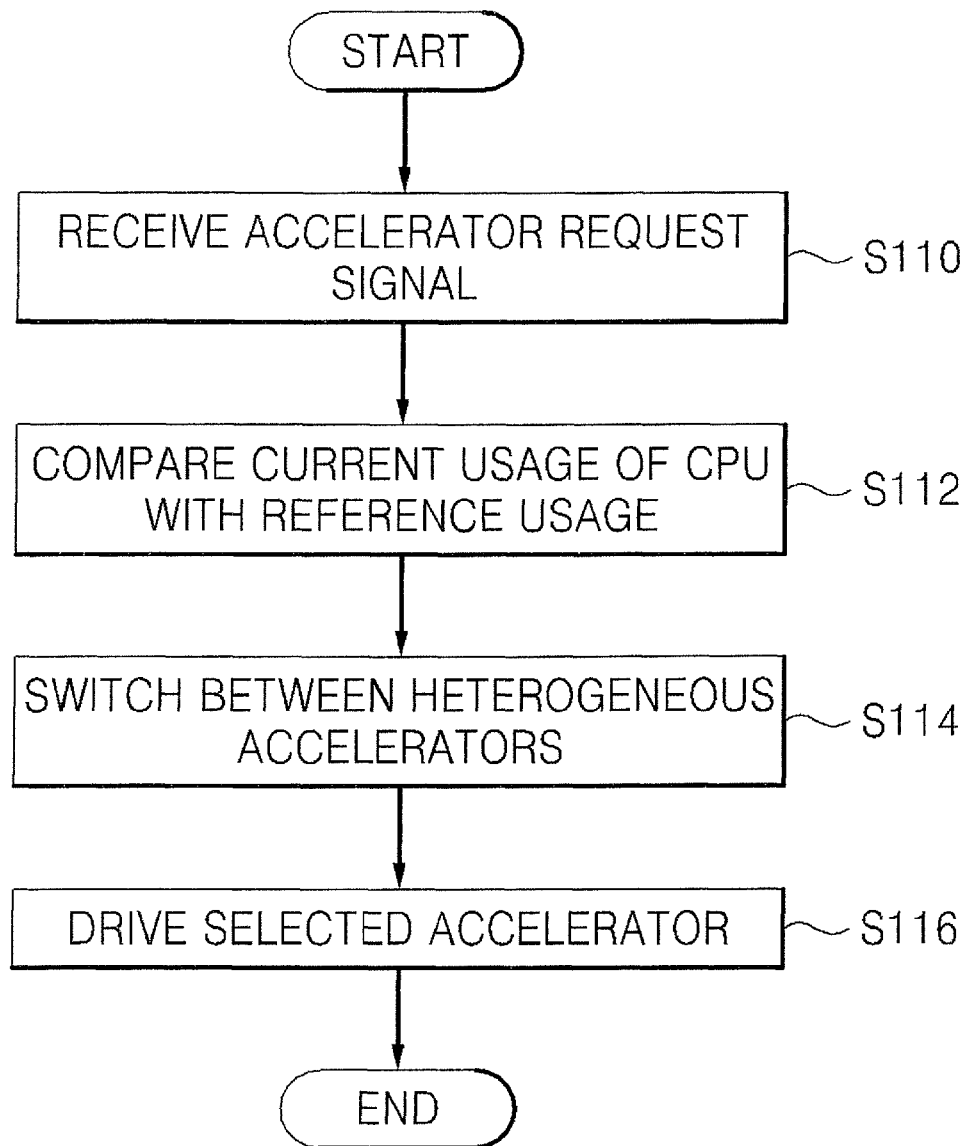 START
RECEIVE ACCELERATOR REQUEST
SIGNAL
S110
COMPARE CURRENT USAGE OF CPU
WITH REFERENCE USAGE
S112
SWITCH BETWEEN HETEROGENEOUS
ACCELERATORS
S114
DRIVE SELECTED ACCELERATOR
S116
END